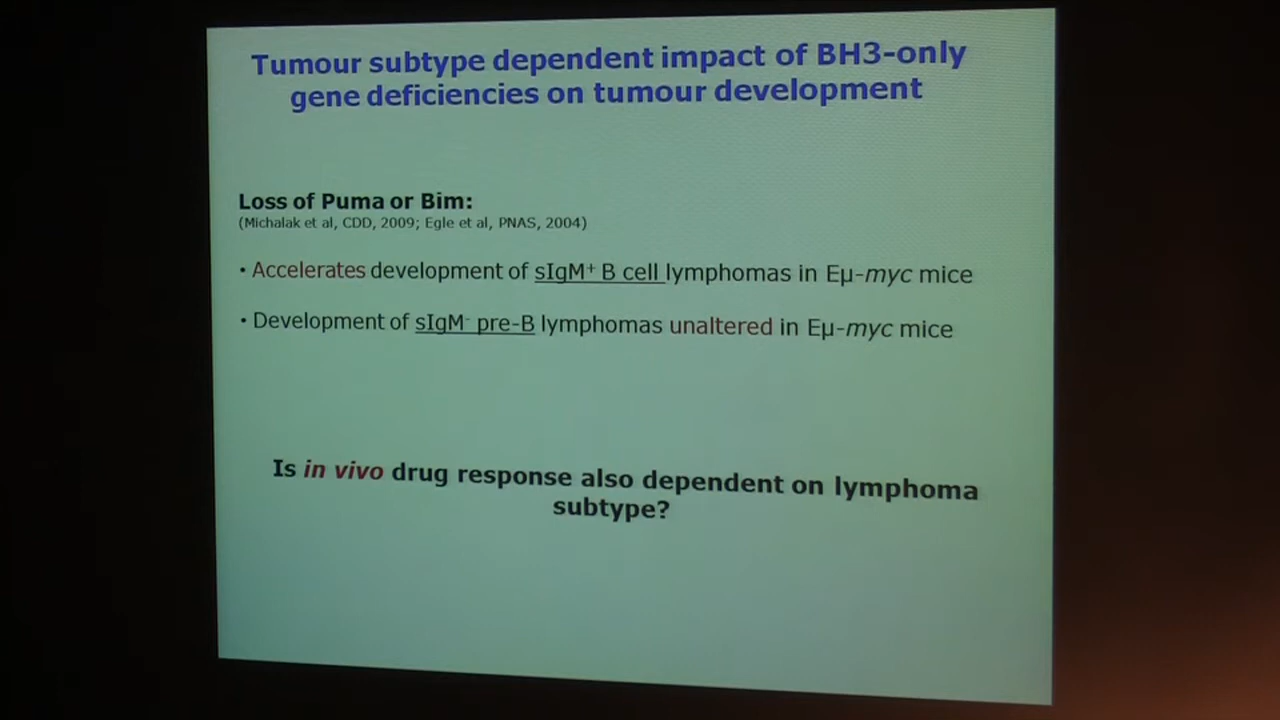 Tumour subtype dependent impact of BH3-only
gene deficiencies on tumour development
Loss of Puma or Bim:
(Michalak et al, CDD, 2009; Egle et al, PNAS, 2004)
• Accelerates development of sIgM⁺ B cell lymphomas in Eμ-myc mice
• Development of sIgM⁻ pre-B lymphomas unaltered in Eμ-myc mice
Is in vivo drug response also dependent on lymphoma
subtype?